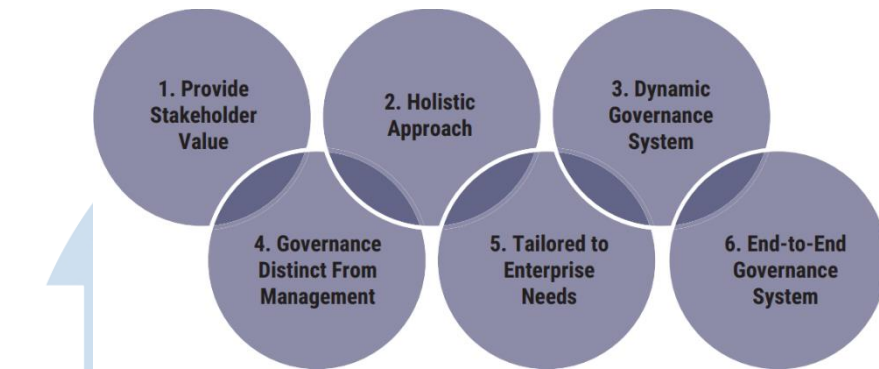 1. Provide
Stakeholder
Value
2. Holistic
Approach
3. Dynamic
Governance
System
4. Governance
Distinct From
Management
5. Tailored to
Enterprise
Needs
6. End-to-End
Governance
System